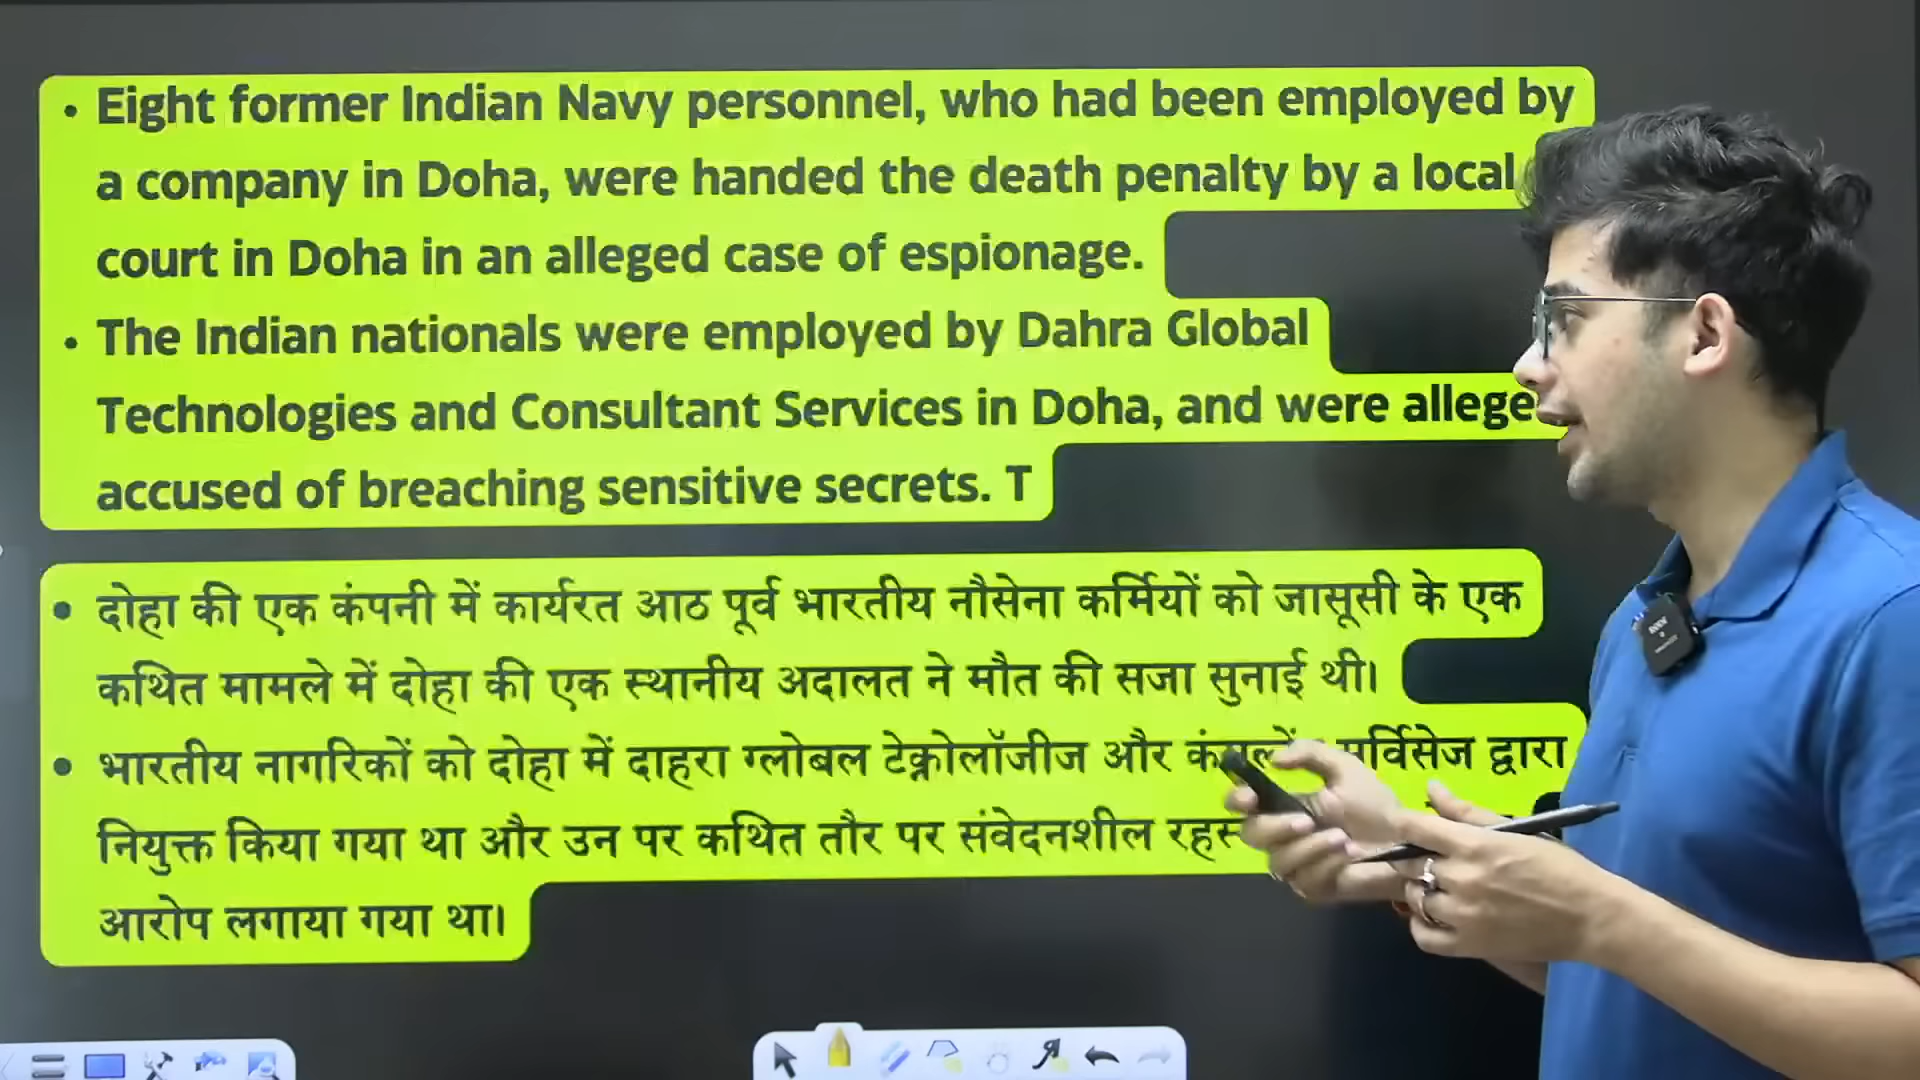 • Eight former Indian Navy personnel, who had been employed by
a company in Doha, were handed the death penalty by a local
court in Doha in an alleged case of espionage.
• The Indian nationals were employed by Dahra Global
Technologies and Consultant Services in Doha, and were
accused of breaching sensitive secrets. T
• दोहा की एक कंपनी में कार्यरत आठ पूर्व भारतीय नौसेना कर्मियों को जासूसी के एक
कथित मामले में दोहा की एक स्थानीय अदालत ने मौत की सजा सुनाई थी।
• भारतीय नागरिकों को दोहा में दाहरा ग्लोबल टेक्नोलॉजीज और द्वारा
नियुक्त किया गया था और उन पर कथित तौर पर संवेदनशील
आरोप लगाया गया था।